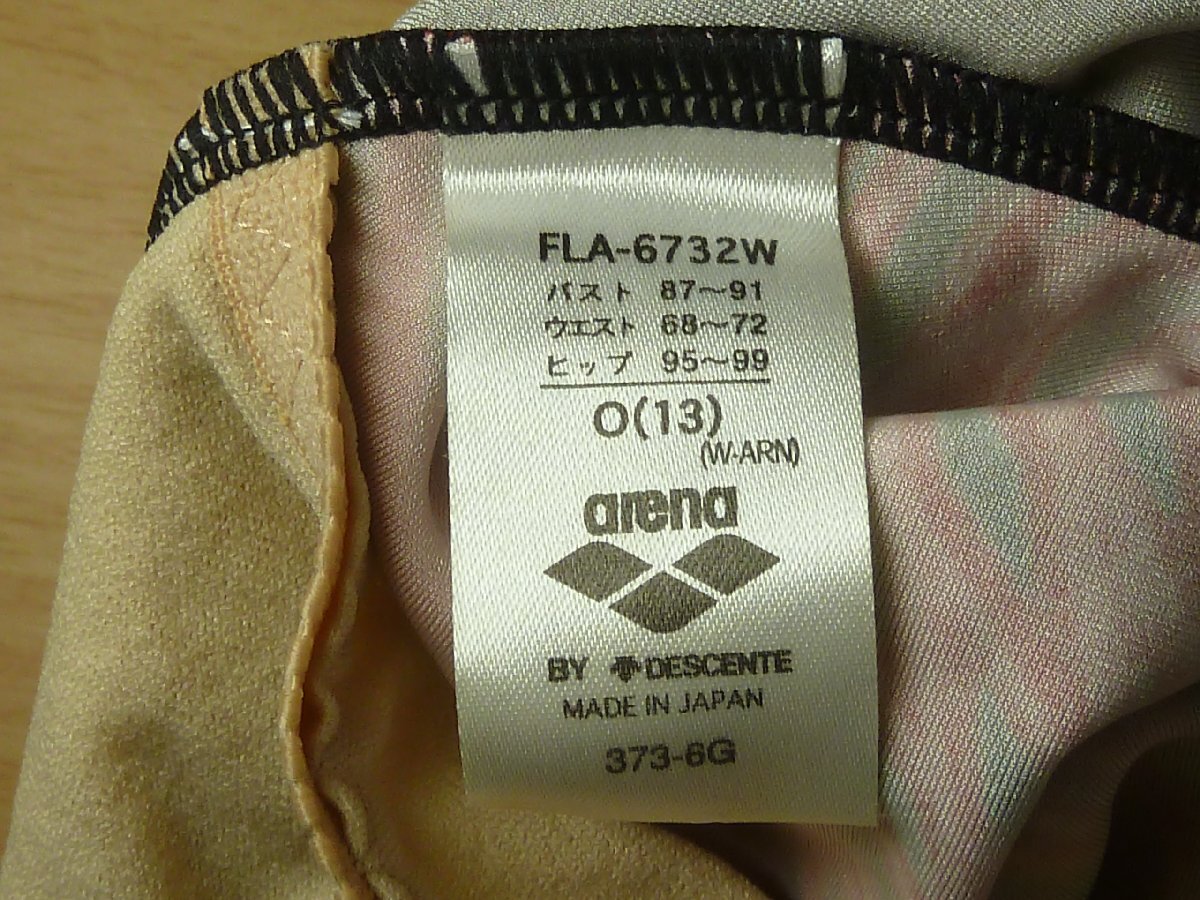 FLA-6732W
バスト 87〜91
ウエスト 68〜72
ヒップ 95〜99
O(13)
(W-ARN)
arena
BY DESCENTE
MADE IN JAPAN
373-6G